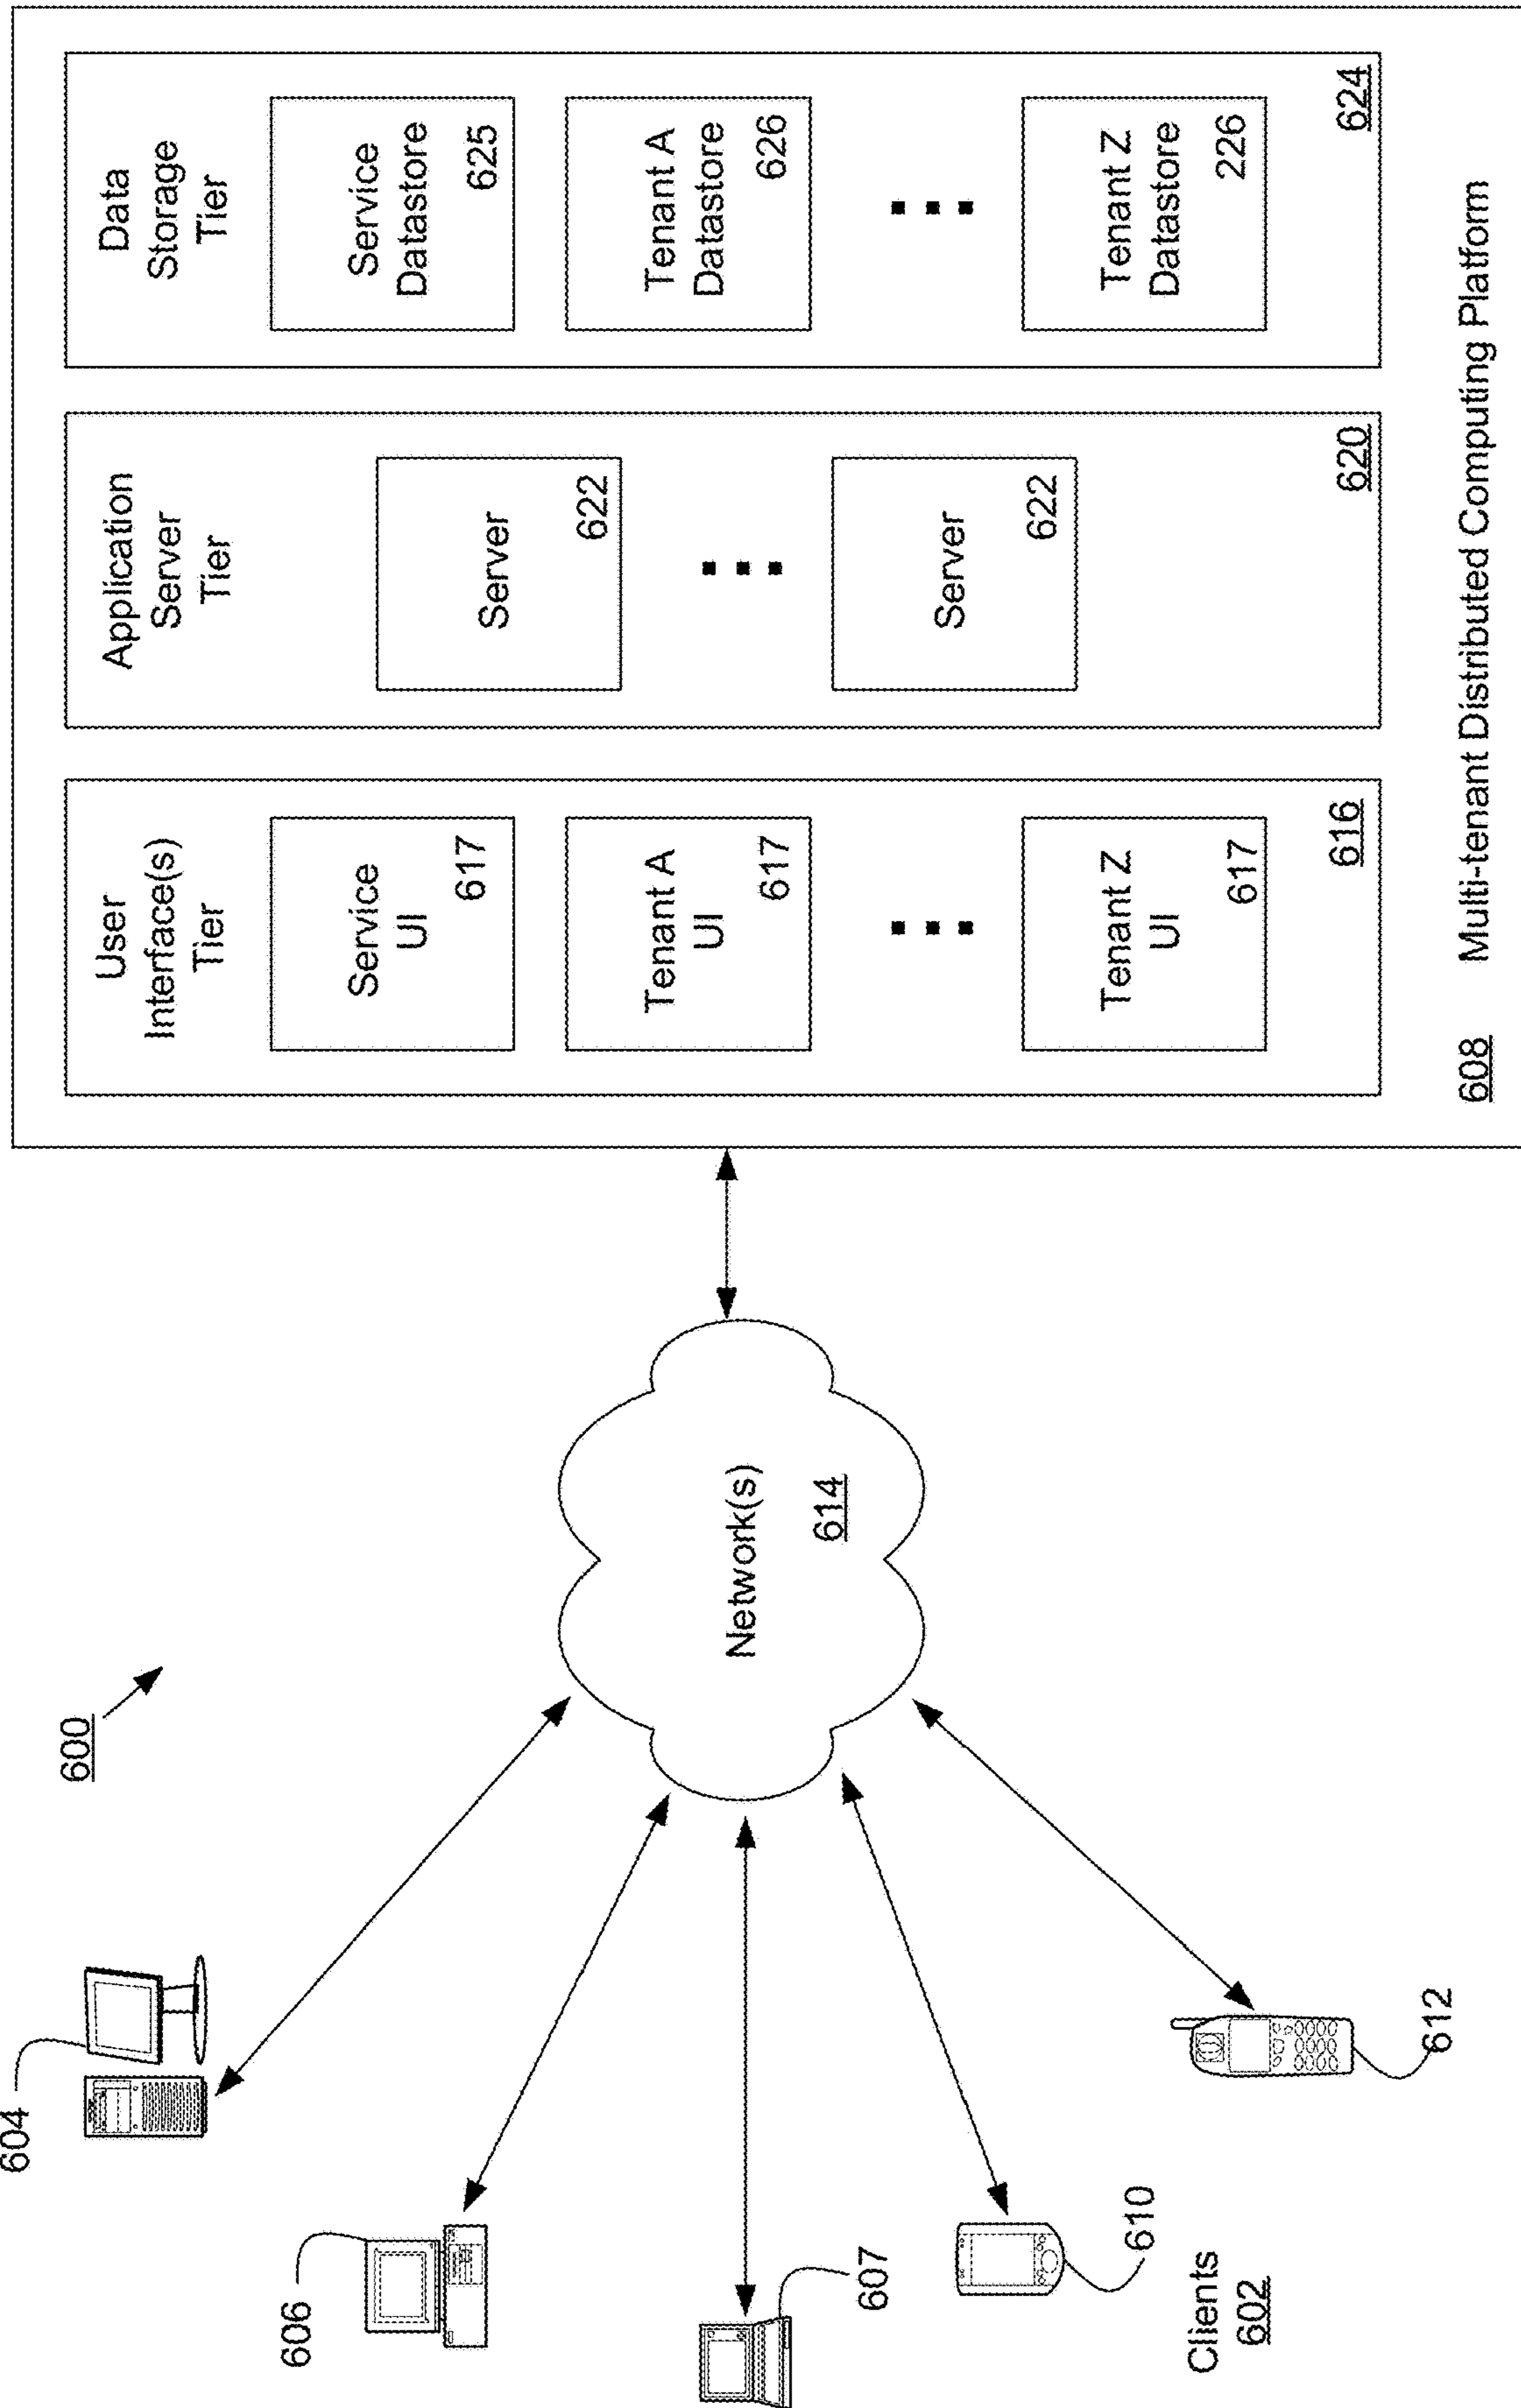 600
604
606
607
610
612
Clients
602
Network(s)
614
User
Interface(s)
Tier
Service
UI
617
Tenant A
UI
617
Tenant Z
UI
617
616
Application
Server
Tier
Server
622
Server
622
620
Data
Storage
Tier
Service
Datastore
625
Tenant A
Datastore
626
Tenant Z
Datastore
226
624
608 Multi-tenant Distributed Computing Platform